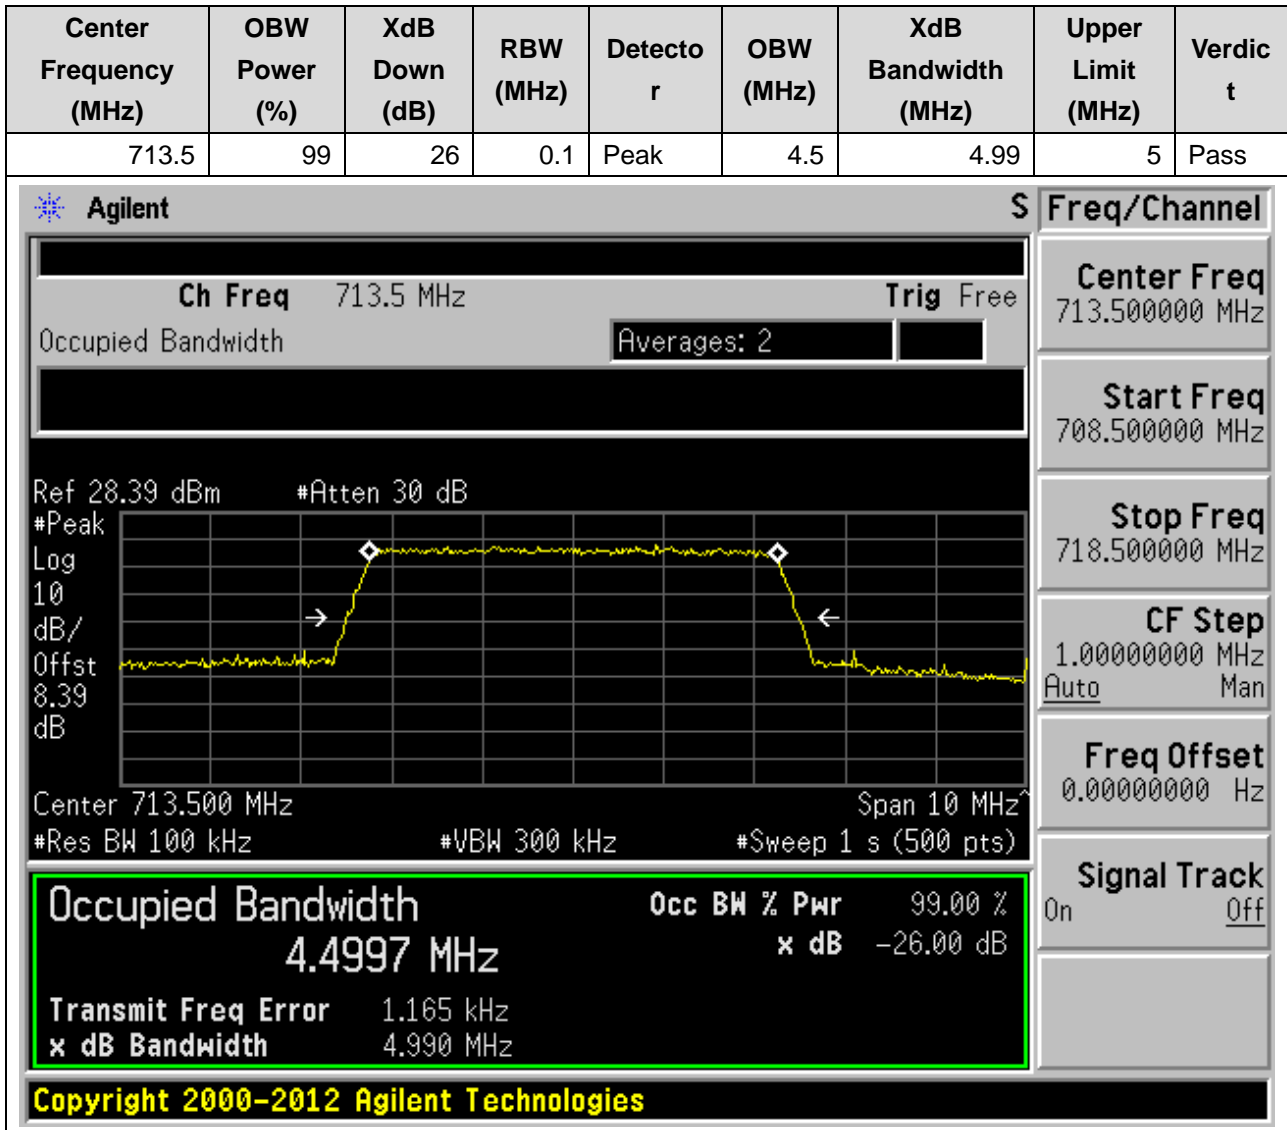 Center Frequency (MHz) OBW Power (%) XdB Down (dB) RBW (MHz) Detector OBW (MHz) XdB Bandwidth (MHz) Upper Limit (MHz) Verdict
713.5 99 26 0.1 Peak 4.5 4.99 5 Pass
Agilent S Freq/Channel
Ch Freq 713.5 MHz Trig Free
Occupied Bandwidth Averages: 2
Center Freq
713.500000 MHz
Start Freq
708.500000 MHz
Stop Freq
718.500000 MHz
CF Step
1.00000000 MHz
Auto Man
Freq Offset
0.00000000 Hz
Signal Track
On Off
Ref 28.39 dBm #Atten 30 dB
#Peak
Log
10
dB/
Offst
8.39
dB
Center 713.500 MHz Span 10 MHz^
#Res BW 100 kHz #VBW 300 kHz #Sweep 1 s (500 pts)
Occupied Bandwidth Occ BW % Pwr 99.00 %
4.4997 MHz x dB -26.00 dB
Transmit Freq Error 1.165 kHz
x dB Bandwidth 4.990 MHz
Copyright 2000-2012 Agilent Technologies